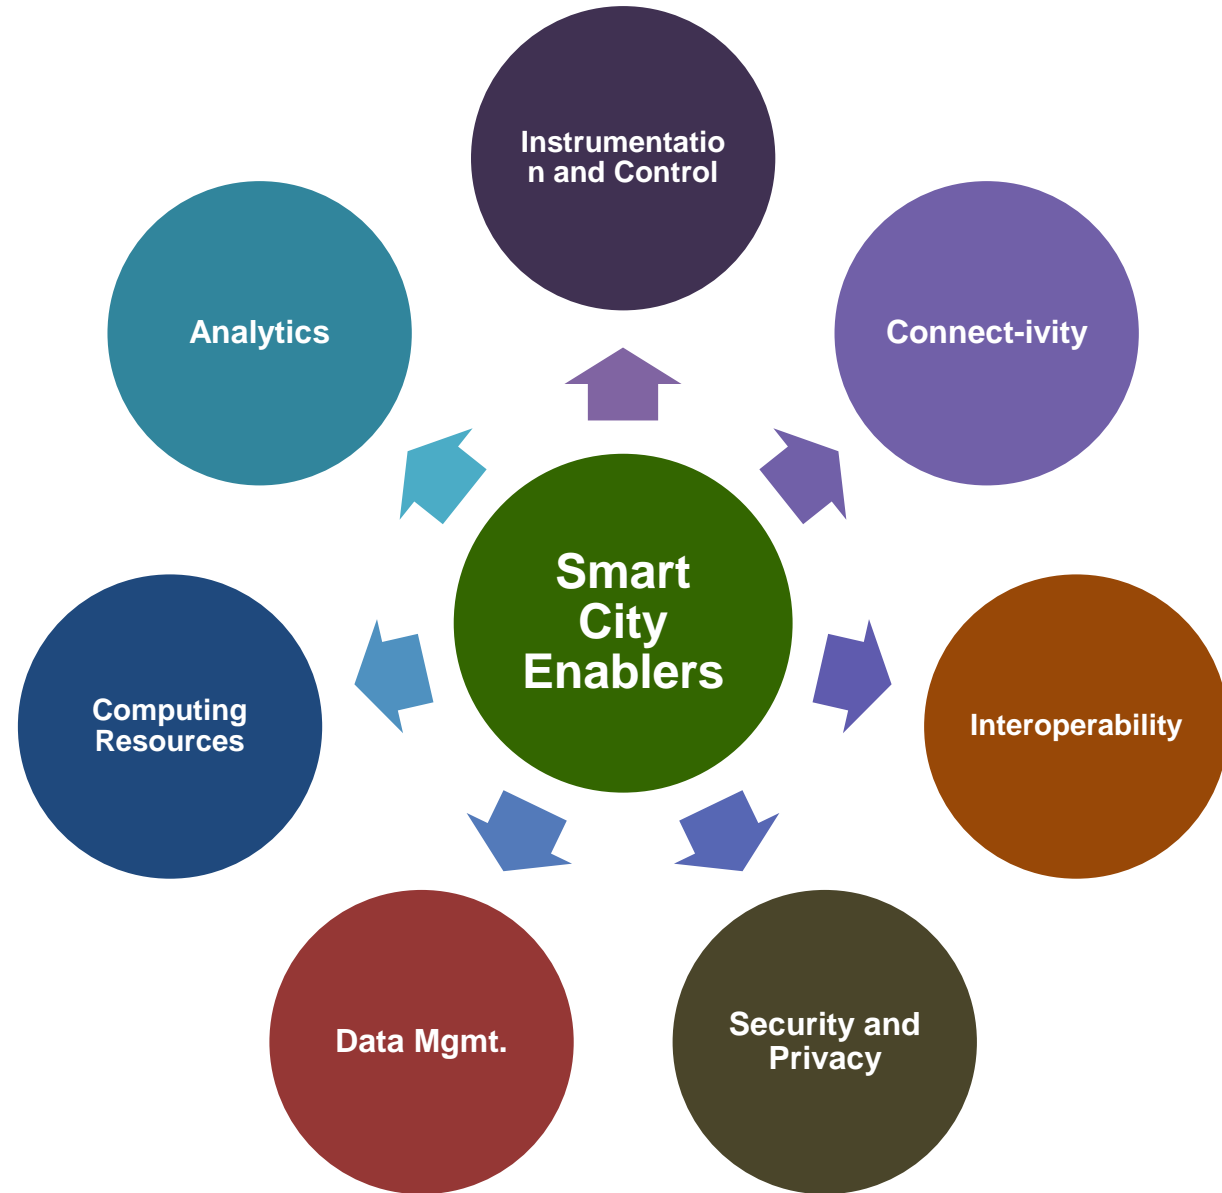 Instrumentatio
n and Control
Connect-ivity
Interoperability
Security and
Privacy
Data Mgmt.
Computing
Resources
Analytics
Smart
City
Enablers